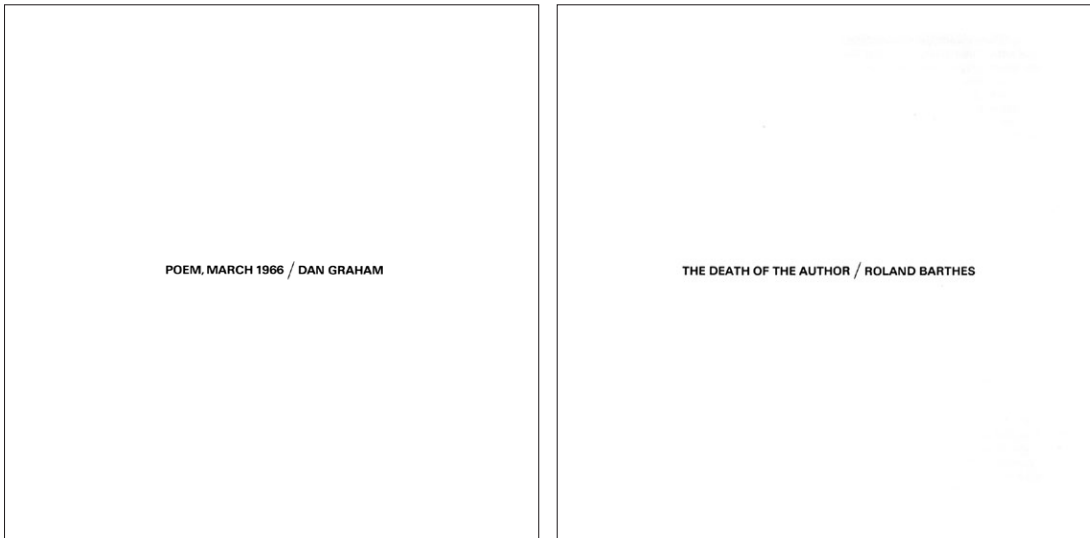 POEM, MARCH 1966 / DAN GRAHAM
THE DEATH OF THE AUTHOR / ROLAND BARTHES